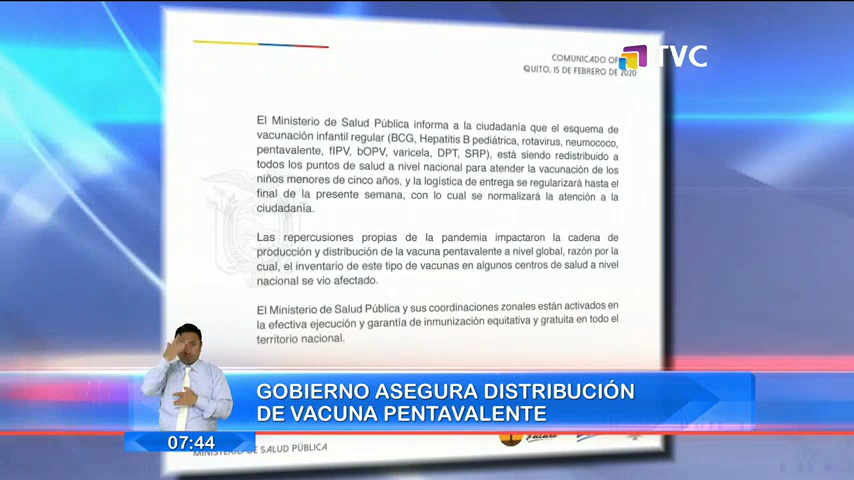 TVC
COMUNICADO
QUITO, 15 DE FEBRERO DE 2020
El Ministerio de Salud Pública informa a la ciudadanía que el esquema de
vacunación infantil regular (BCG, Hepatitis B pediátrica, rotavirus, neumococo,
pentavalente, fIPV, bOPV, varicela, DPT, SRP), está siendo redistribuido a
todos los puntos de salud a nivel nacional para atender la vacunación de los
niños menores de cinco años, y la logística de entrega se regularizará hasta el
final de la presente semana, con lo cual se normalizará la atención a la
ciudadanía.
Las repercusiones propias de la pandemia impactaron la cadena de
producción y distribución de la vacuna pentavalente a nivel global, razón por la
cual, el inventario de este tipo de vacunas en algunos centros de salud a nivel
nacional se vio afectado.
El Ministerio de Salud Pública y sus coordinaciones zonales están activados en
la efectiva ejecución y garantía de inmunización equitativa y gratuita en todo el
territorio nacional.
GOBIERNO ASEGURA DISTRIBUCIÓN
DE VACUNA PENTAVALENTE
07:44
MINISTERIO DE SALUD PÚBLICA